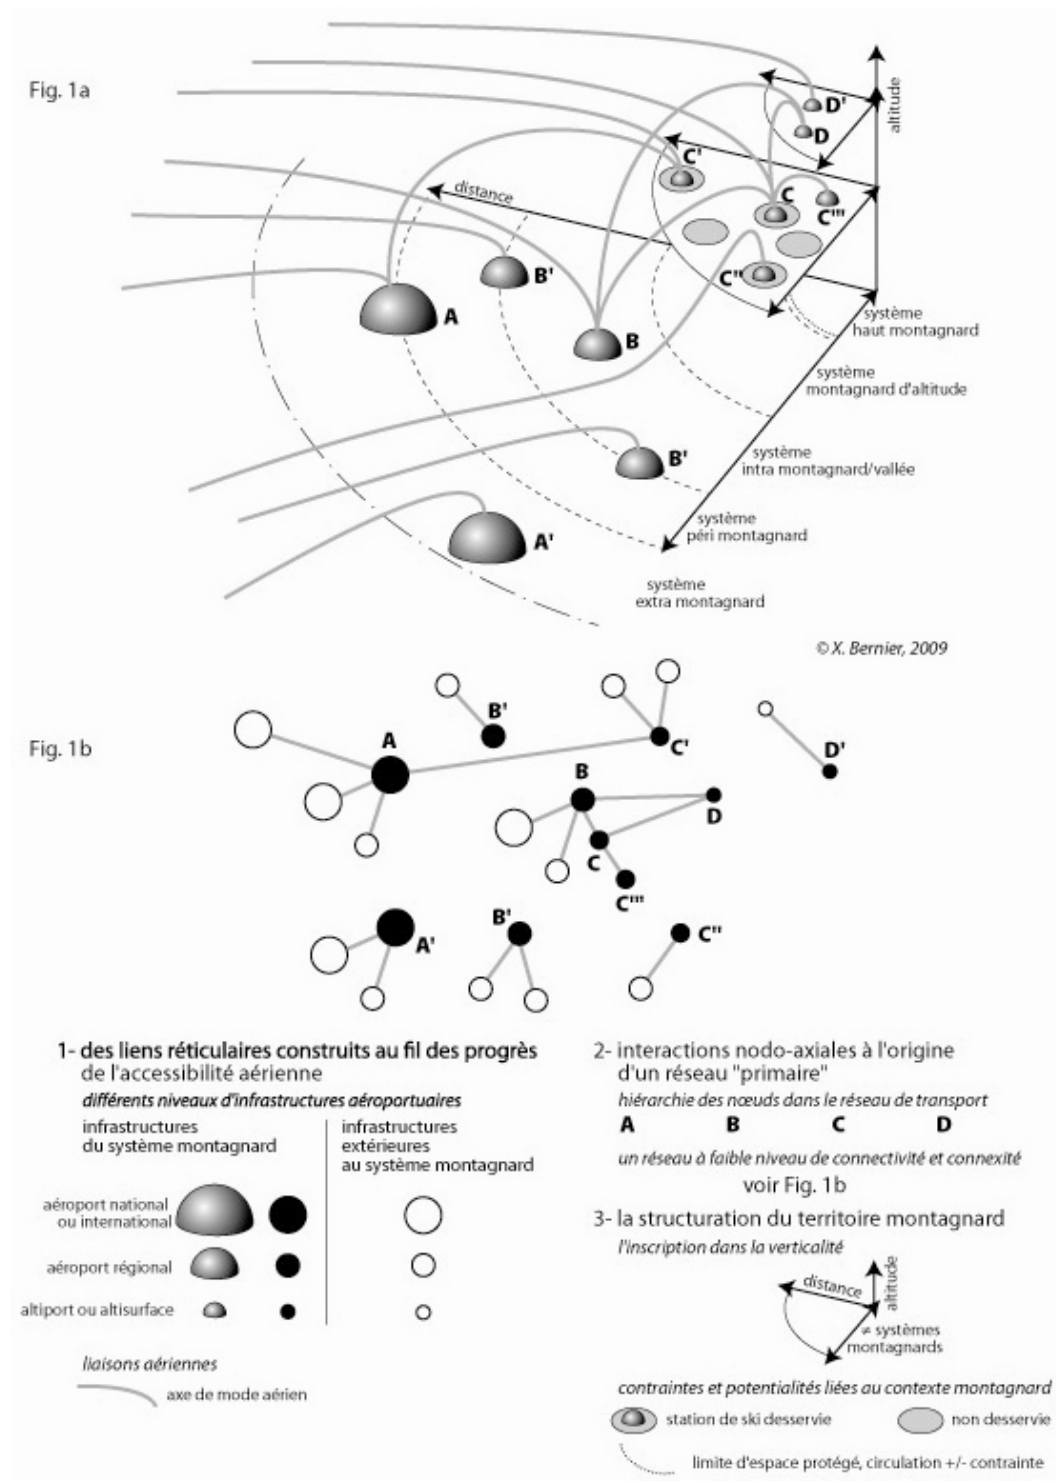 Fig. 1a
altitude
D'
D
C'
distance
C
C'''
B'
C"
A
B
système
haut montagnard
système
montagnard d'altitude
système
intra montagnard/vallée
B'
système
péri montagnard
A'
système
extra montagnard
© X. Bernier, 2009
Fig. 1b
B'
A
C'
D'
B
D
C
C'''
B'
A'
C"
1- des liens réticulaires construits au fil des progrès
de l'accessibilité aérienne
différents niveaux d'infrastructures aéroportuaires
infrastructures
du système montagnard
infrastructures
extérieures
au système montagnard
aéroport national
ou international
aéroport régional
altiport ou altisurface
liaisons aériennes
axe de mode aérien
2- interactions nodo-axiales à l'origine
d'un réseau "primaire"
hiérarchie des nœuds dans le réseau de transport
A B C D
un réseau à faible niveau de connectivité et connexité
voir Fig. 1b
3- la structuration du territoire montagnard
l'inscription dans la verticalité
distance
altitude
≠ systèmes
montagnards
contraintes et potentialités liées au contexte montagnard
station de ski desservie
non desservie
limite d'espace protégé, circulation +/- contrainte